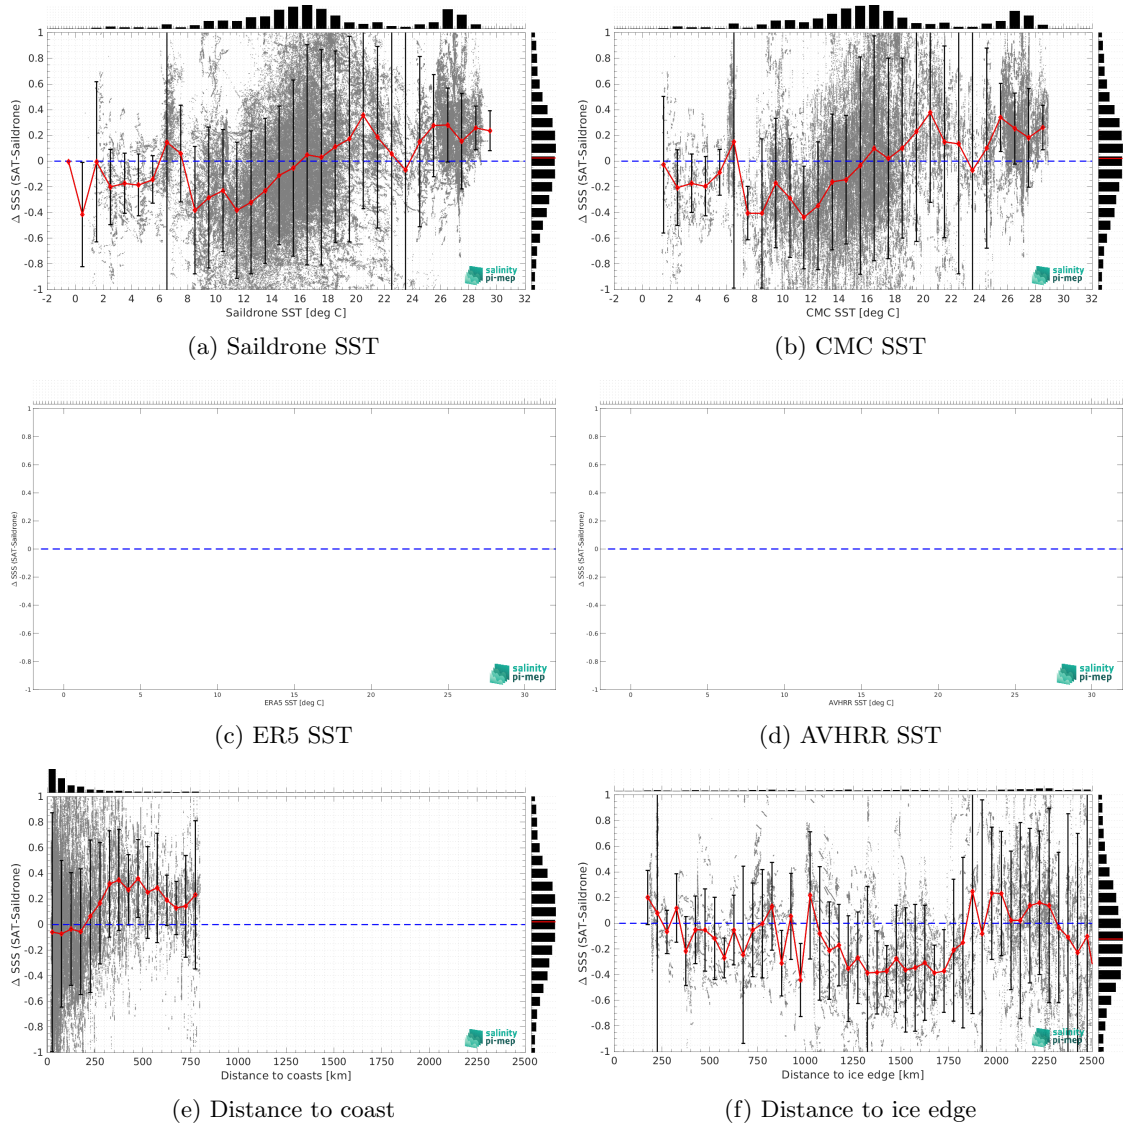 1
0.8
0.6
0.4
0.2
0
-0.2
-0.4
-0.6
-0.8
-1
Δ SSS (SAT-Saildrone)
-2 0 2 4 6 8 10 12 14 16 18 20 22 24 26 28 30 32
Saildrone SST [deg C]
salinity
pi-mep
(a) Saildrone SST
1
0.8
0.6
0.4
0.2
0
-0.2
-0.4
-0.6
-0.8
-1
Δ SSS (SAT-Saildrone)
-2 0 2 4 6 8 10 12 14 16 18 20 22 24 26 28 30 32
CMC SST [deg C]
salinity
pi-mep
(b) CMC SST
1
0.8
0.6
0.4
0.2
0
-0.2
-0.4
-0.6
-0.8
-1
Δ SSS (SAT-Saildrone)
0 5 10 15 20 25 30
ERA5 SST [deg C]
salinity
pi-mep
(c) ER5 SST
1
0.8
0.6
0.4
0.2
0
-0.2
-0.4
-0.6
-0.8
-1
Δ SSS (SAT-Saildrone)
0 5 10 15 20 25 30
AVHRR SST [deg C]
salinity
pi-mep
(d) AVHRR SST
1
0.8
0.6
0.4
0.2
0
-0.2
-0.4
-0.6
-0.8
-1
Δ SSS (SAT-Saildrone)
0 250 500 750 1000 1250 1500 1750 2000 2250 2500
Distance to coasts [km]
salinity
pi-mep
(e) Distance to coast
1
0.8
0.6
0.4
0.2
0
-0.2
-0.4
-0.6
-0.8
-1
Δ SSS (SAT-Saildrone)
0 250 500 750 1000 1250 1500 1750 2000 2250 2500
Distance to ice edge [km]
salinity
pi-mep
(f) Distance to ice edge